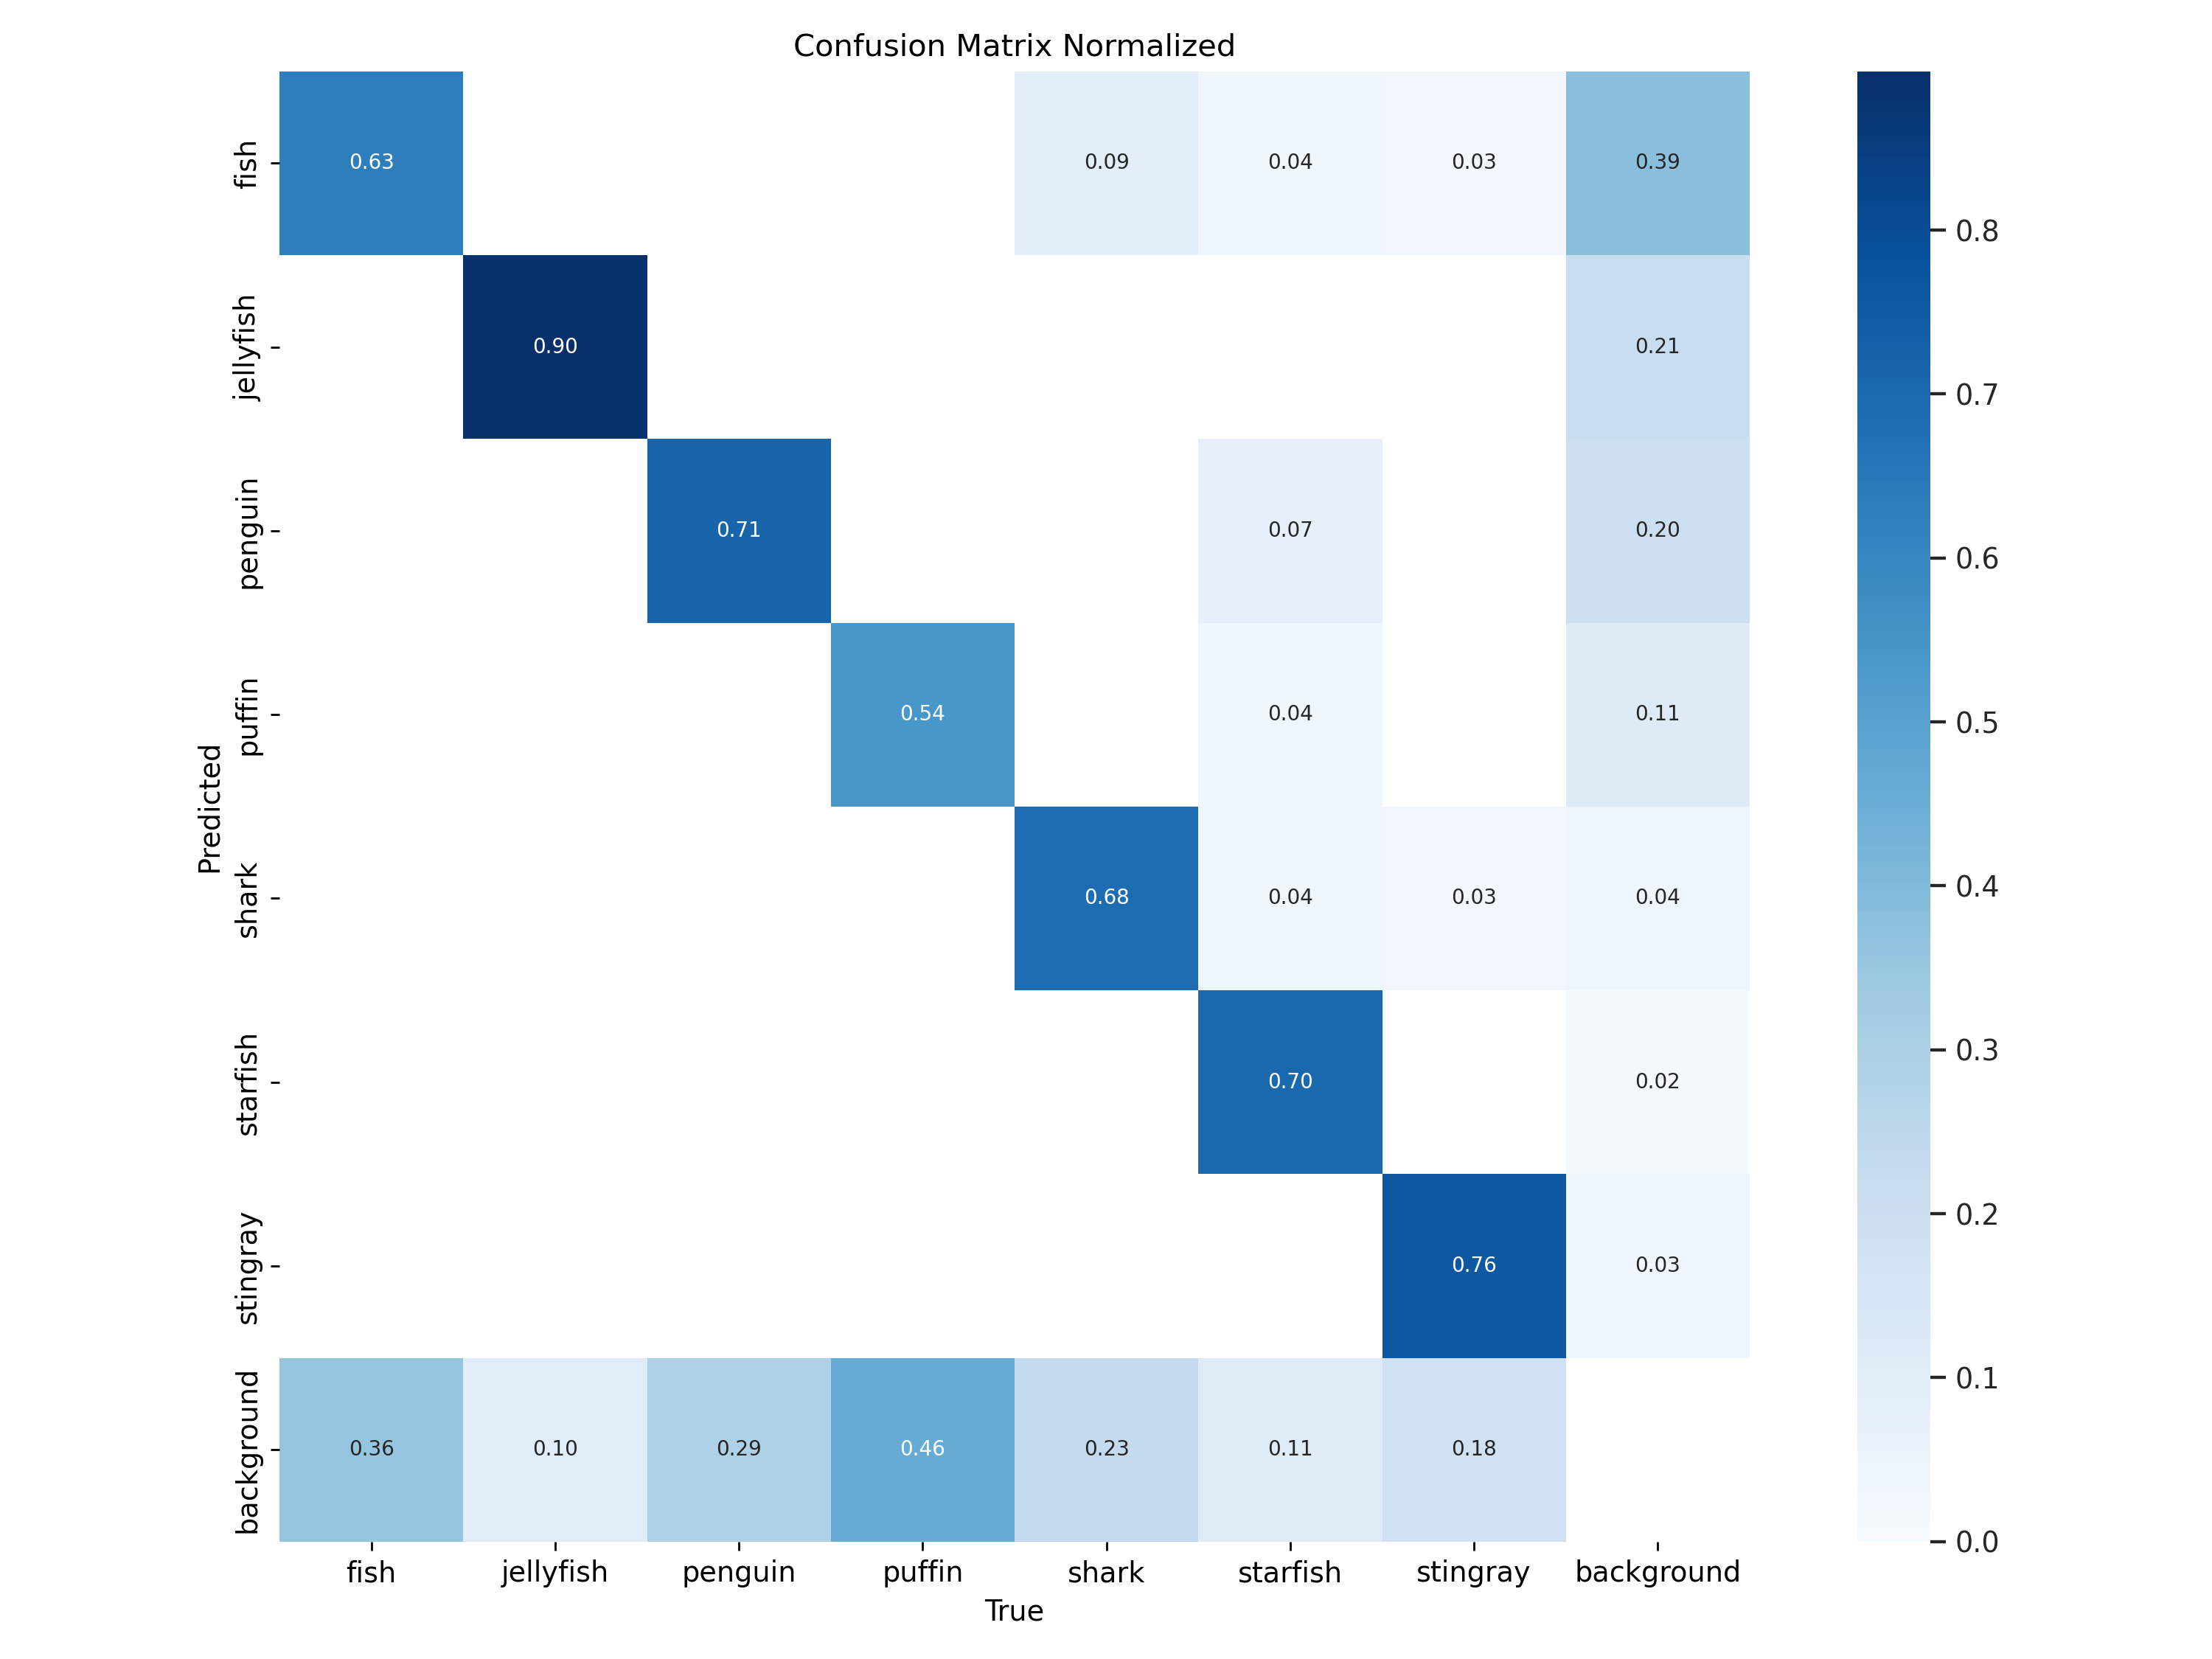 Confusion Matrix Normalized
fish
0.63
0.09
0.04
0.03
0.39
jellyfish
0.90
0.21
penguin
0.71
0.07
0.20
puffin
0.54
0.04
0.11
shark
0.68
0.04
0.03
0.04
starfish
0.70
0.02
stingray
0.76
0.03
background
0.36
0.10
0.29
0.46
0.23
0.11
0.18
Predicted
fish
jellyfish
penguin
puffin
shark
starfish
stingray
background
True
0.8
0.7
0.6
0.5
0.4
0.3
0.2
0.1
0.0